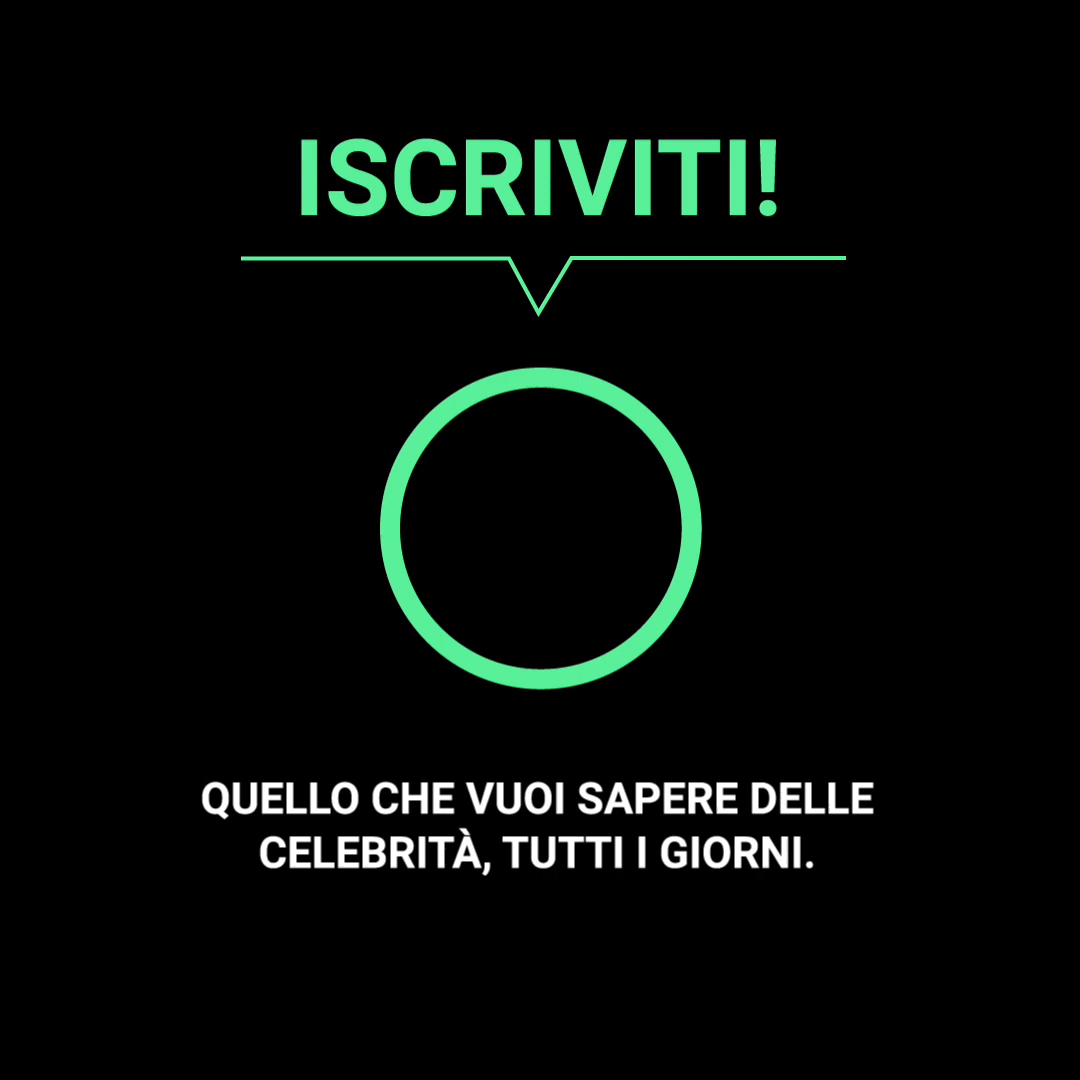 ISCRIVITI!
QUELLO CHE VUOI SAPERE DELLE
CELEBRITÀ, TUTTI I GIORNI.